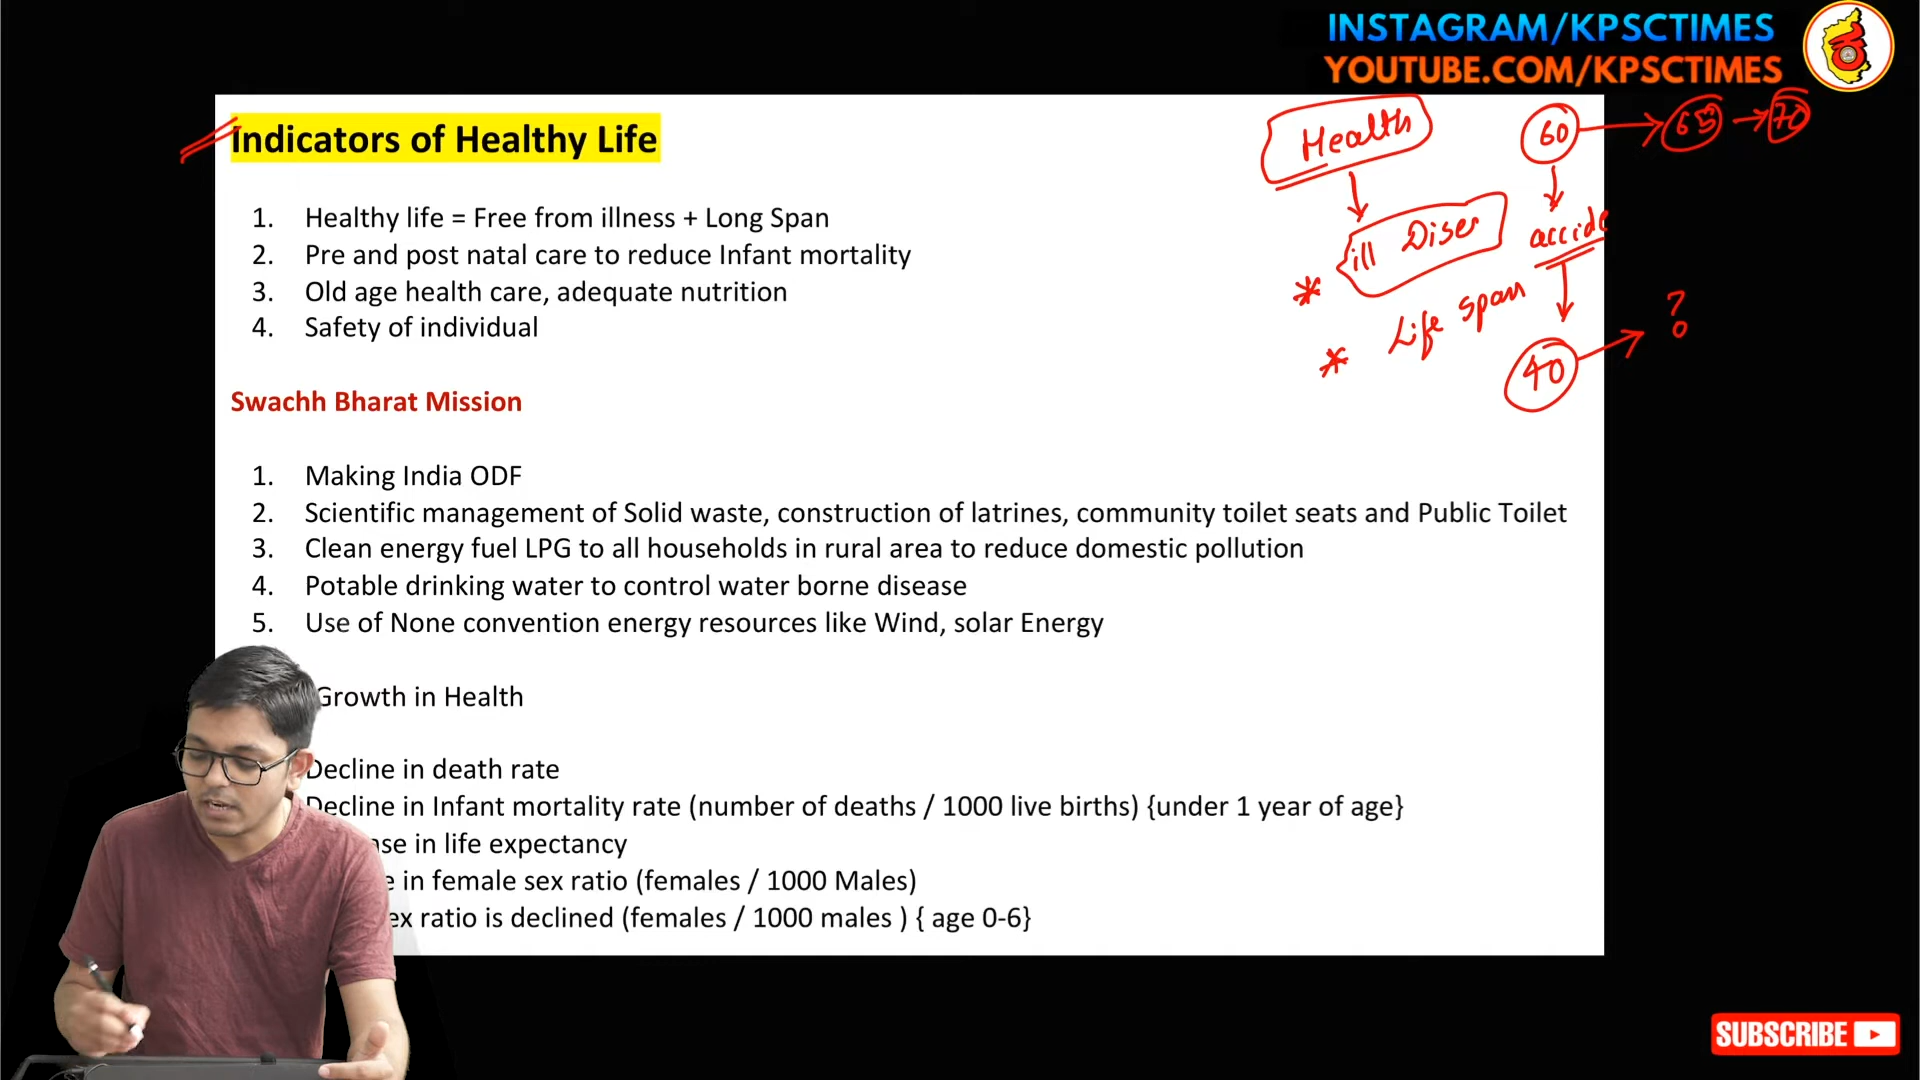 INSTAGRAM/KPSCTIMES
YOUTUBE.COM/KPSCTIMES
Indicators of Healthy Life
1. Healthy life = Free from illness + Long Span
2. Pre and post natal care to reduce Infant mortality
3. Old age health care, adequate nutrition
4. Safety of individual
Health
60 → 65 → 70
ill Diser
accide
* Life span
40 → ?
Swachh Bharat Mission
1. Making India ODF
2. Scientific management of Solid waste, construction of latrines, community toilet seats and Public Toilet
3. Clean energy fuel LPG to all households in rural area to reduce domestic pollution
4. Potable drinking water to control water borne disease
5. Use of None convention energy resources like Wind, solar Energy
Growth in Health
Decline in death rate
Decline in Infant mortality rate (number of deaths / 1000 live births) {under 1 year of age}
in life expectancy
in female sex ratio (females / 1000 Males)
ratio is declined (females / 1000 males ) { age 0-6}
SUBSCRIBE